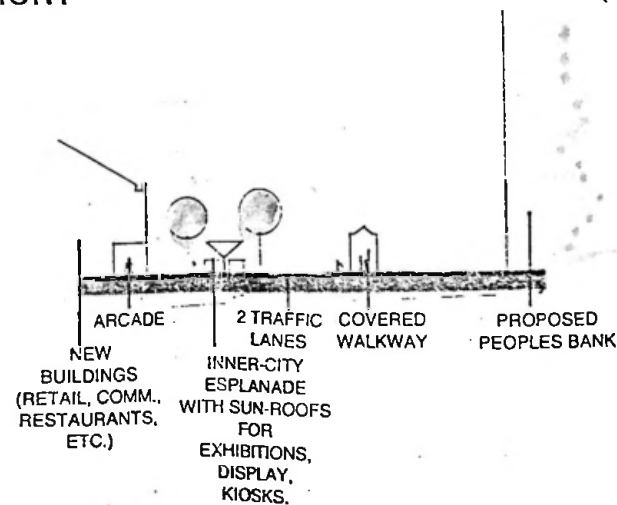 ARCADE
NEW
BUILDINGS
(RETAIL, COMM.,
RESTAURANTS,
ETC.)
INNER-CITY
ESPLANADE
WITH SUN-ROOFS
FOR
EXHIBITIONS,
DISPLAY,
KIOSKS.
2 TRAFFIC
LANES
COVERED
WALKWAY
PROPOSED
PEOPLES BANK